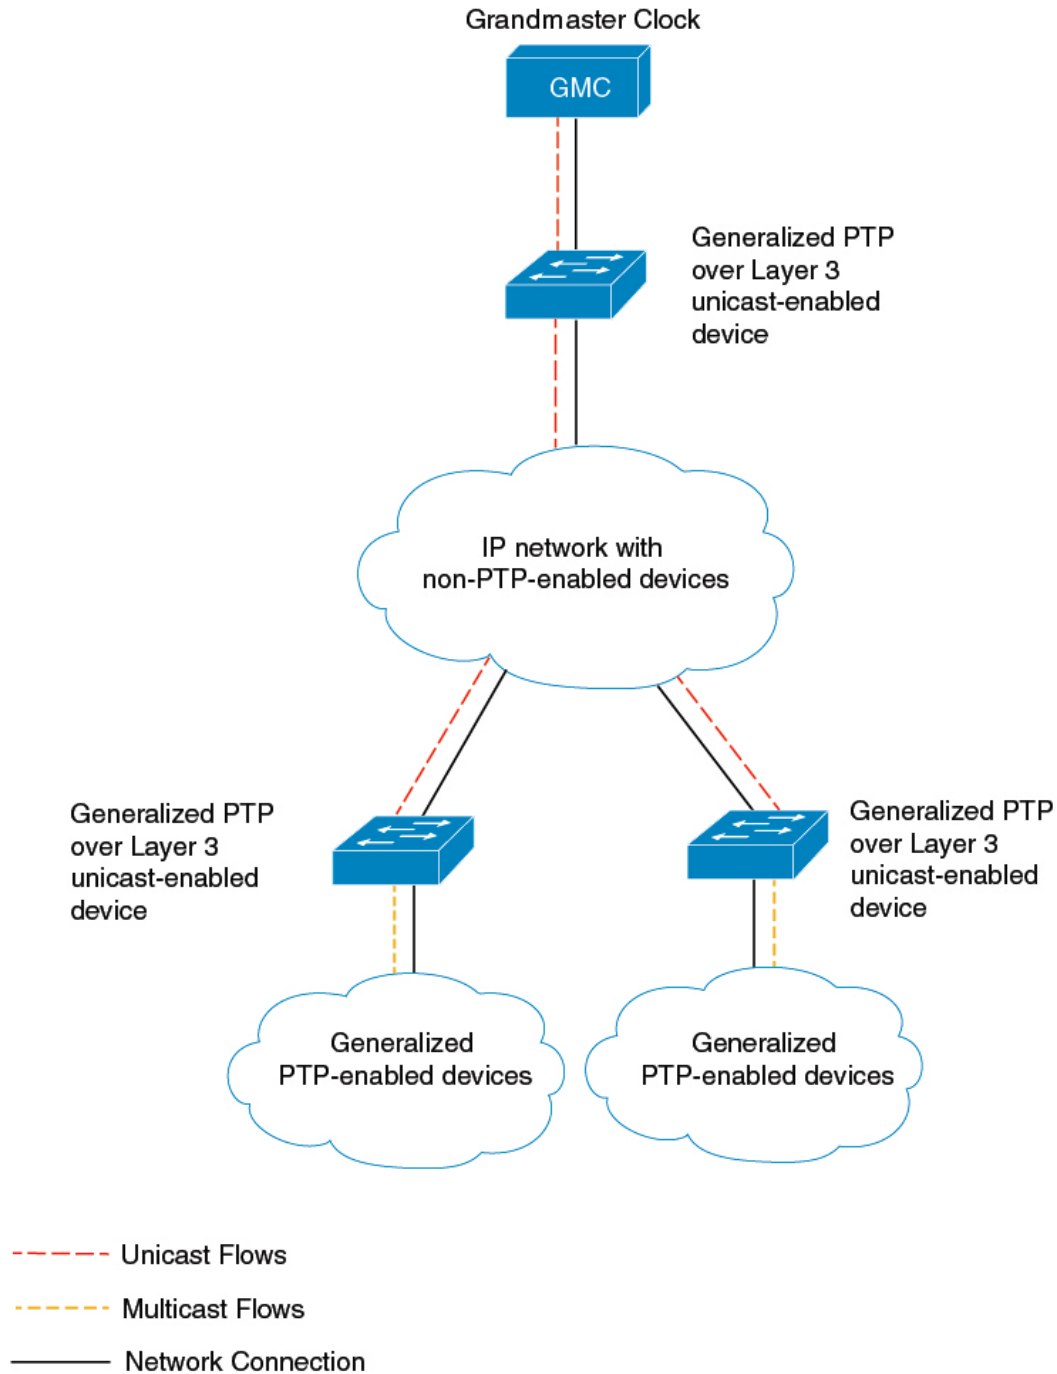 Grandmaster Clock
GMC
Generalized PTP
over Layer 3
unicast-enabled
device
IP network with
non-PTP-enabled devices
Generalized PTP
over Layer 3
unicast-enabled
device
Generalized PTP
over Layer 3
unicast-enabled
device
Generalized
PTP-enabled devices
Generalized
PTP-enabled devices
Unicast Flows
Multicast Flows
Network Connection